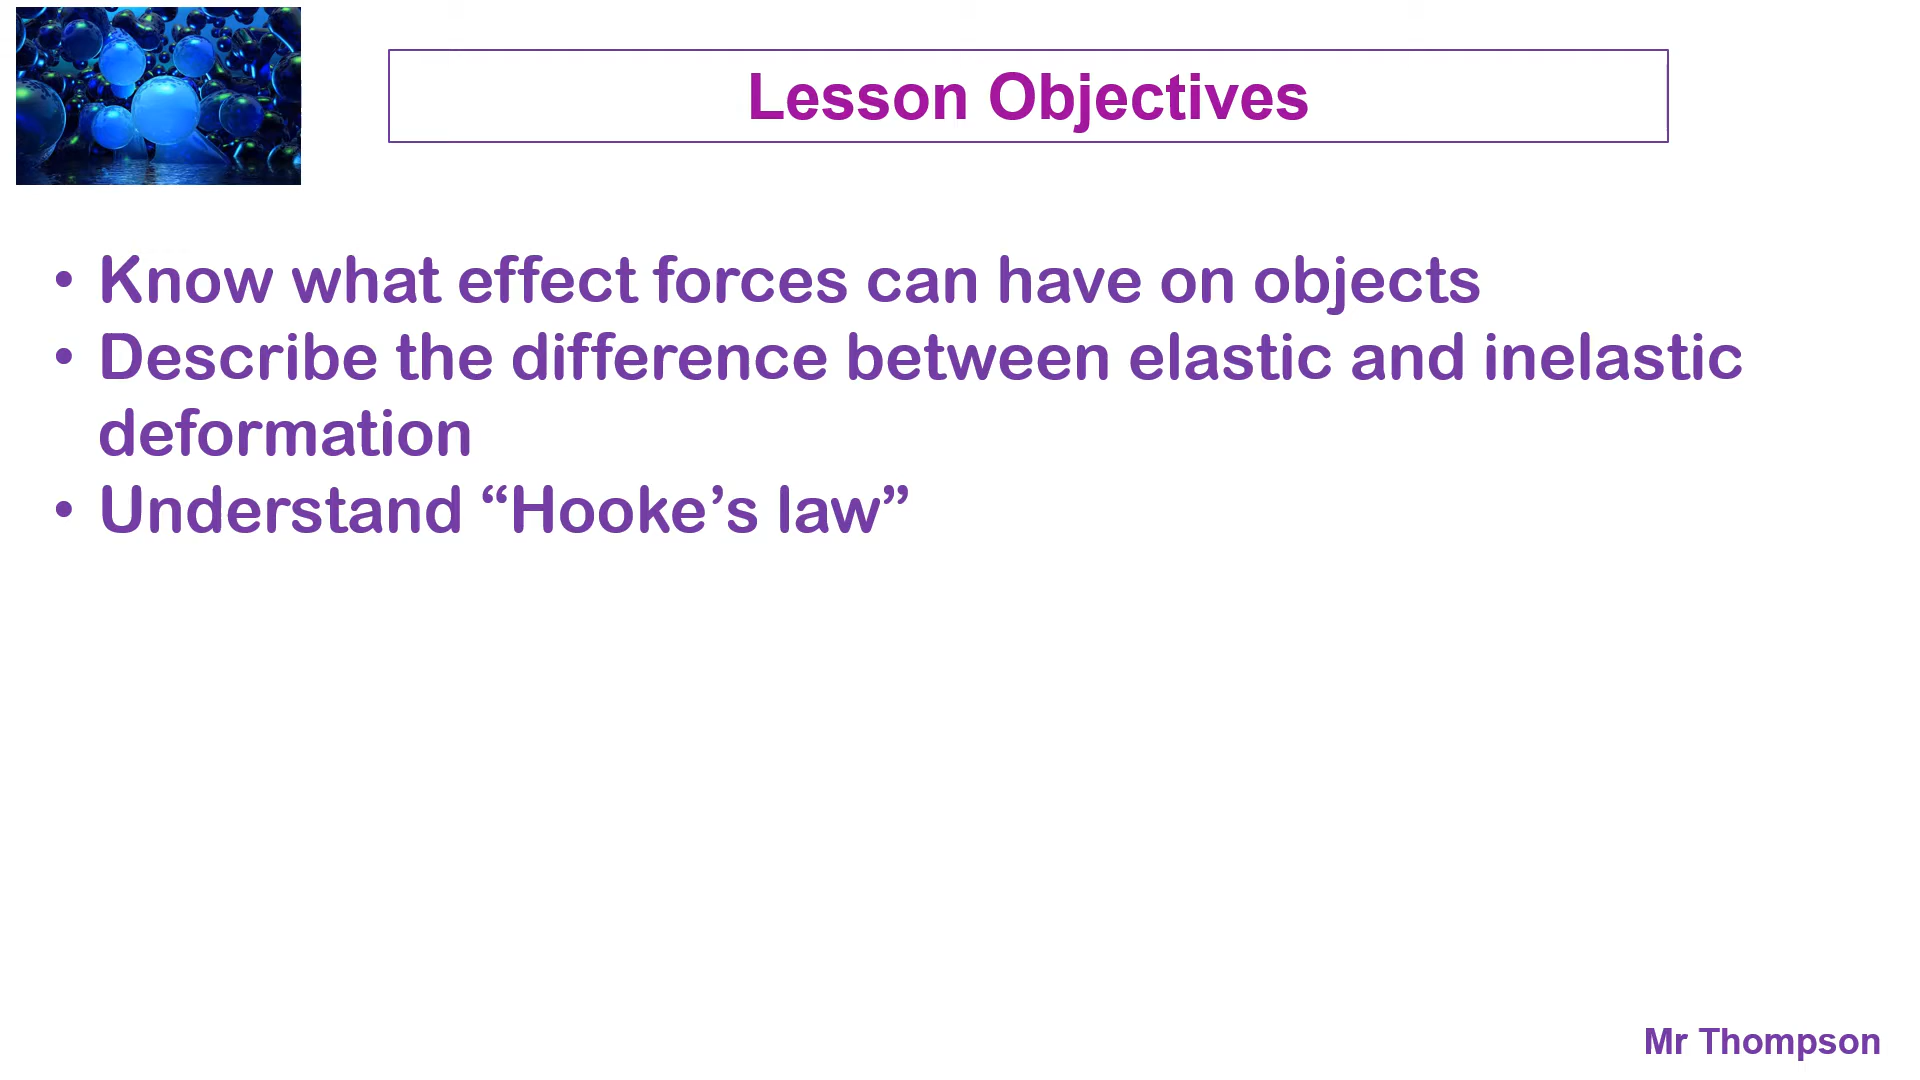 Lesson Objectives
• Know what effect forces can have on objects
• Describe the difference between elastic and inelastic
deformation
• Understand “Hooke’s law”
Mr Thompson